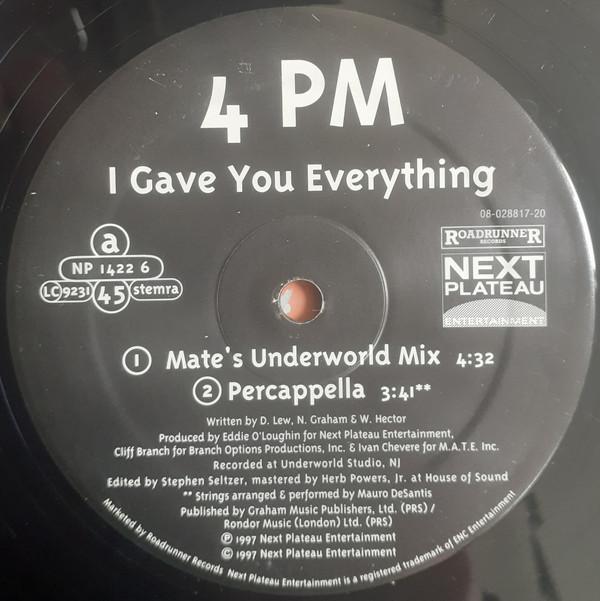 4 PM
I Gave You Everything
08-028817-20
ROADRUNNER
RECORDS
NEXT
PLATEAU
ENTERTAINMENT
a
NP 1422 6
LC 9231 45 stemra
1 Mate's Underworld Mix 4:32
2 Percappella 3:41**
Written by D. Lew, N. Graham & W. Hector
Produced by Eddie O'Loughin for Next Plateau Entertainment,
Cliff Branch for Branch Options Productions, Inc. & Ivan Chevere for M.A.T.E. Inc.
Recorded at Underworld Studio, NJ
Edited by Stephen Seltzer, mastered by Herb Powers, Jr. at House of Sound
** Strings arranged & performed by Mauro DeSantis
Published by Graham Music Publishers, Ltd. (PRS) /
Rondor Music (London) Ltd. (PRS)
℗ 1997 Next Plateau Entertainment
© 1997 Next Plateau Entertainment
Marketed by Roadrunner Records Next Plateau Entertainment is a registered trademark of ENC Entertainment